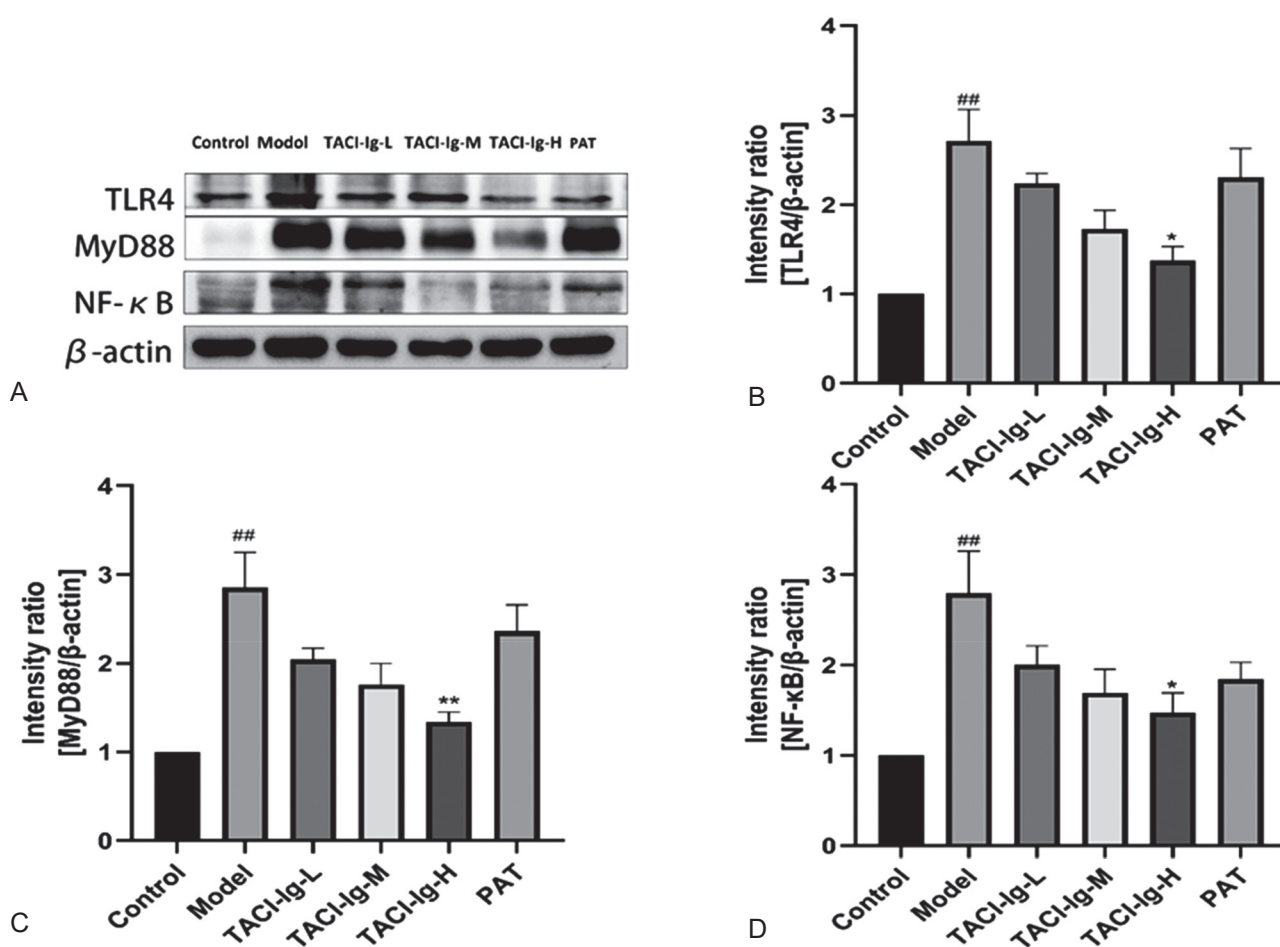 Control Modol TACI-Ig-L TACI-Ig-M TACI-Ig-H PAT
TLR4
MyD88
NF-κB
β-actin
A
Intensity ratio
[TLR4/β-actin]
4
3
2
1
0
##
*
Control
Model
TACI-Ig-L
TACI-Ig-M
TACI-Ig-H
PAT
B
Intensity ratio
[MyD88/β-actin]
4
3
2
1
0
##
**
Control
Model
TACI-Ig-L
TACI-Ig-M
TACI-Ig-H
PAT
C
Intensity ratio
[NF-κB/β-actin]
4
3
2
1
0
##
*
Control
Model
TACI-Ig-L
TACI-Ig-M
TACI-Ig-H
PAT
D